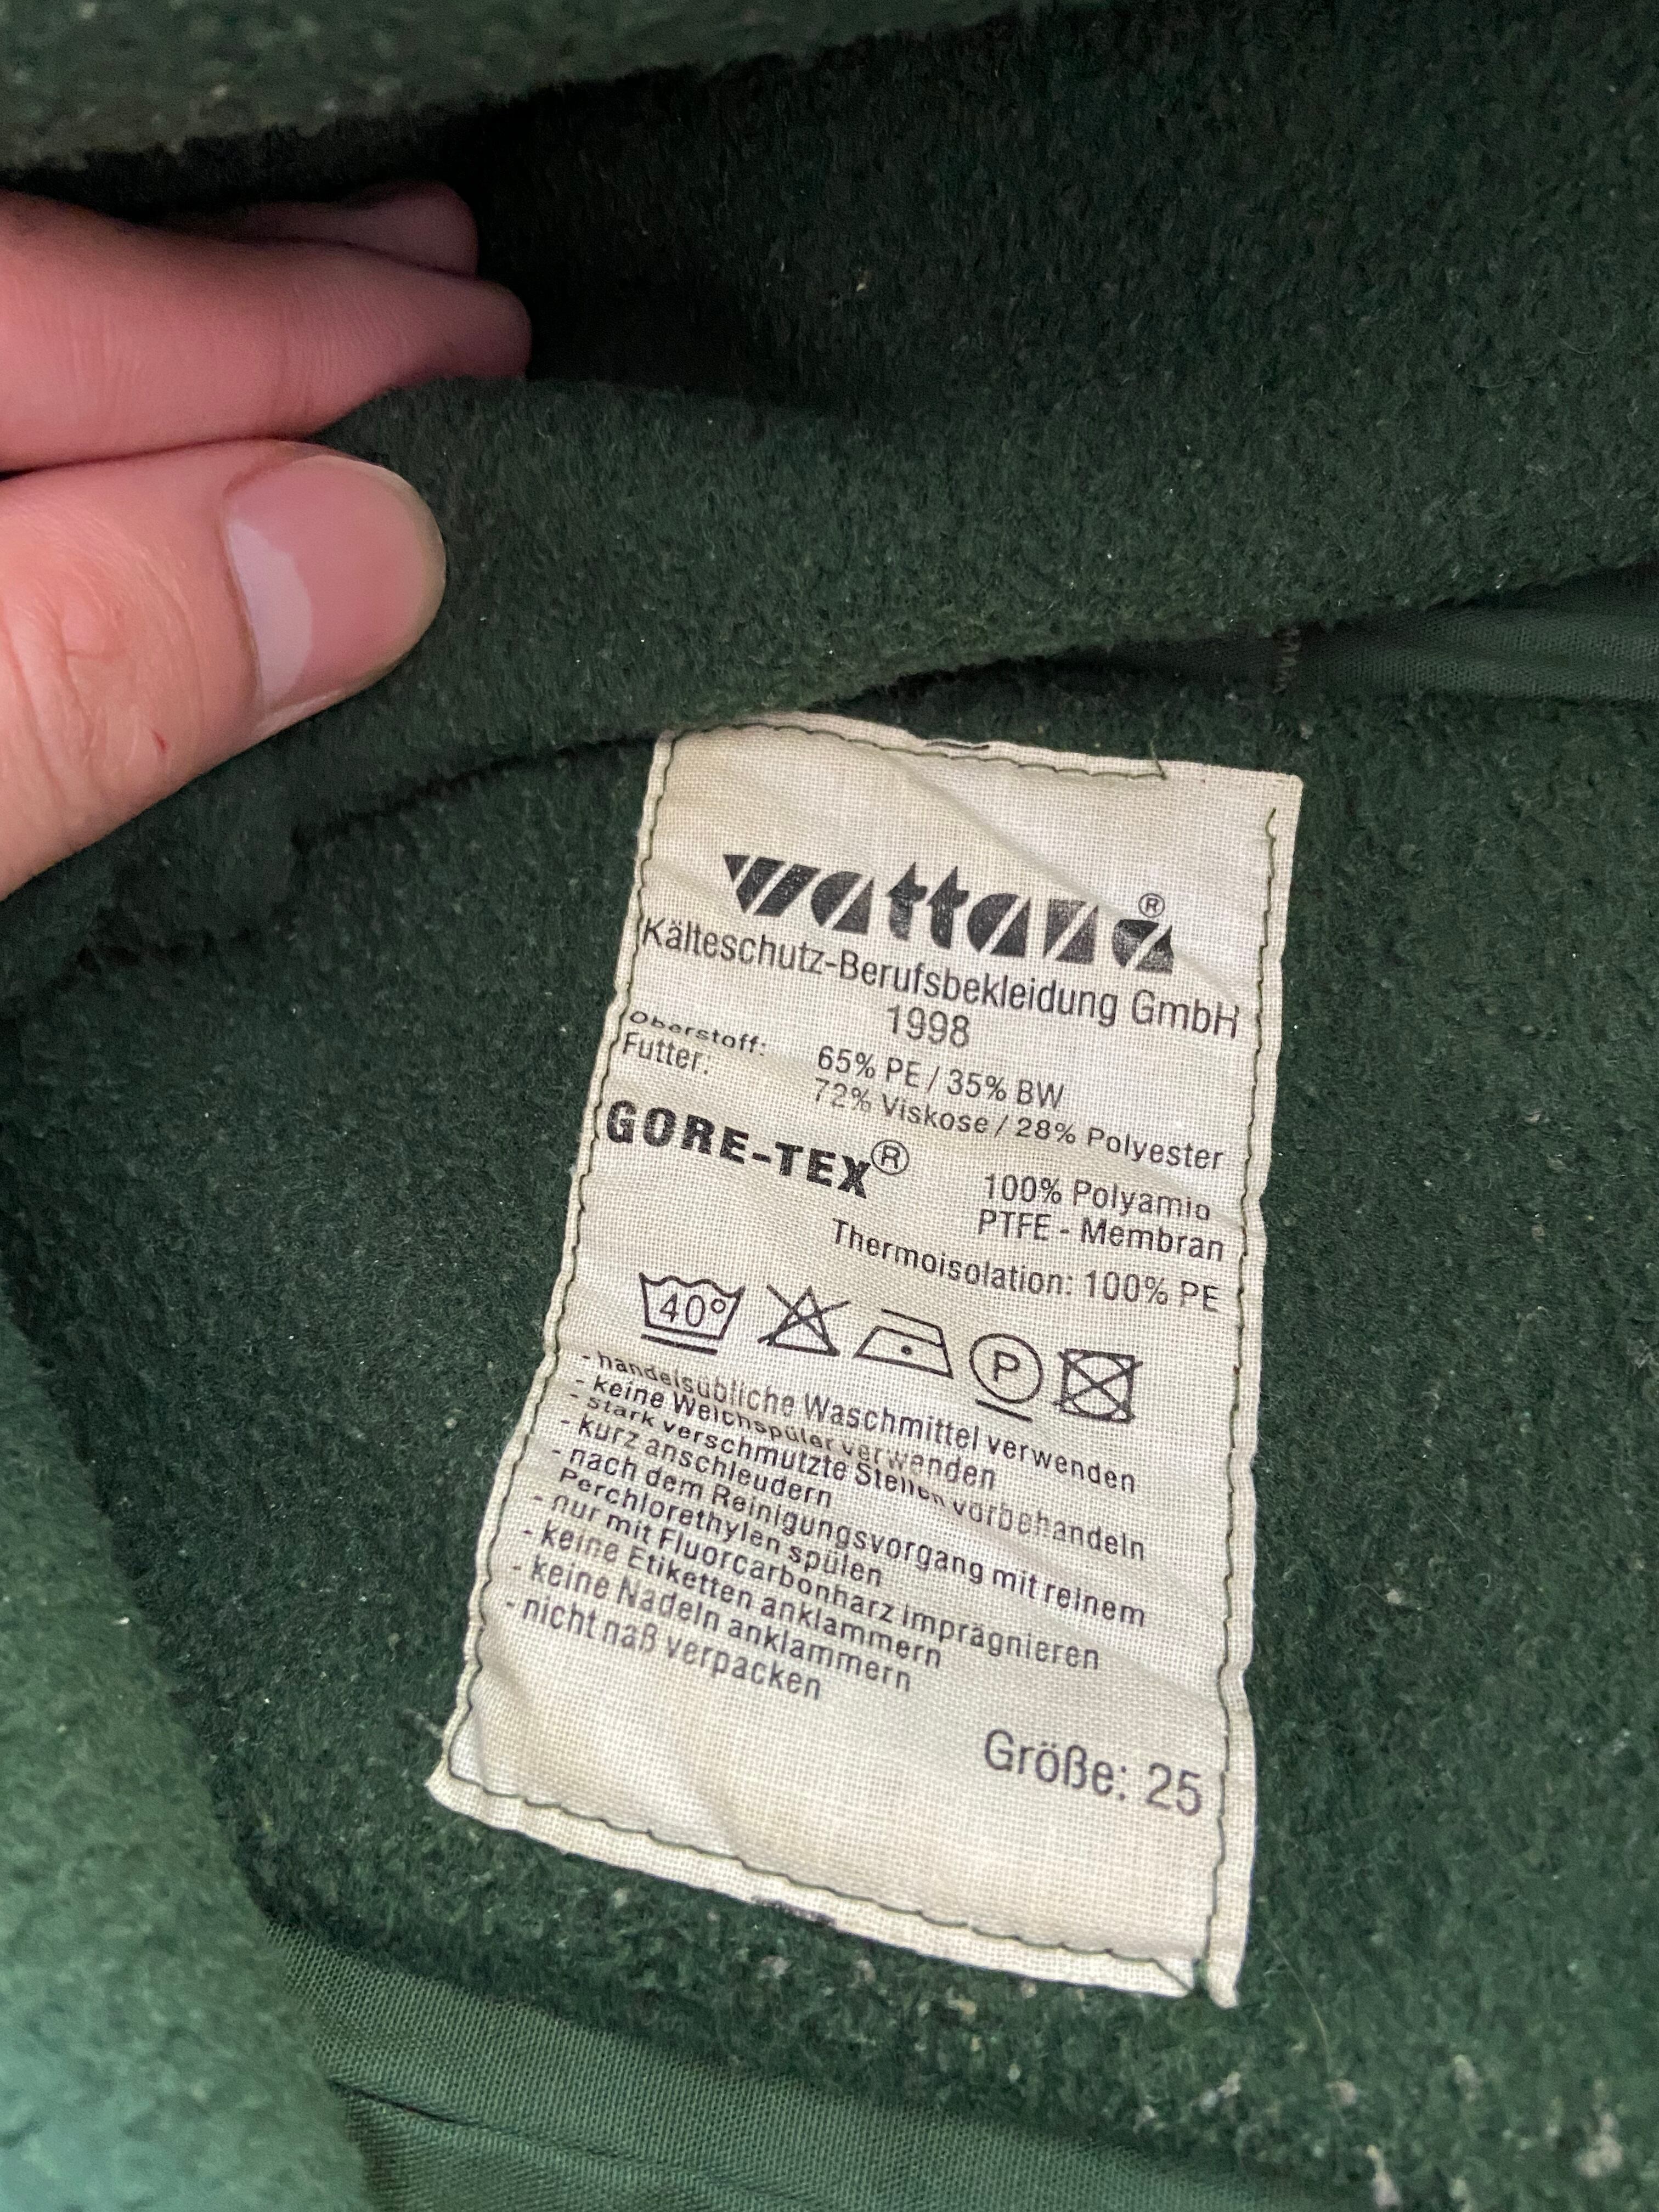 wattana®
Kälteschutz-Berufsbekleidung GmbH
1998
Oberstoff: 65% PE / 35% BW
Futter: 72% Viskose / 28% Polyester
GORE-TEX® 100% Polyamid
PTFE - Membran
Thermoisolation: 100% PE
40° P
- handelsübliche Waschmittel verwenden
- keine Weichspüler verwenden
- stark verschmutzte Stellen vorbehandeln
- kurz anschleudern
- nach dem Reinigungsvorgang mit reinem
Perchlorethylen spülen
- nur mit Fluorcarbonharz imprägnieren
- keine Etiketten anklammern
- keine Nadeln anklammern
- nicht naß verpacken
Größe: 25